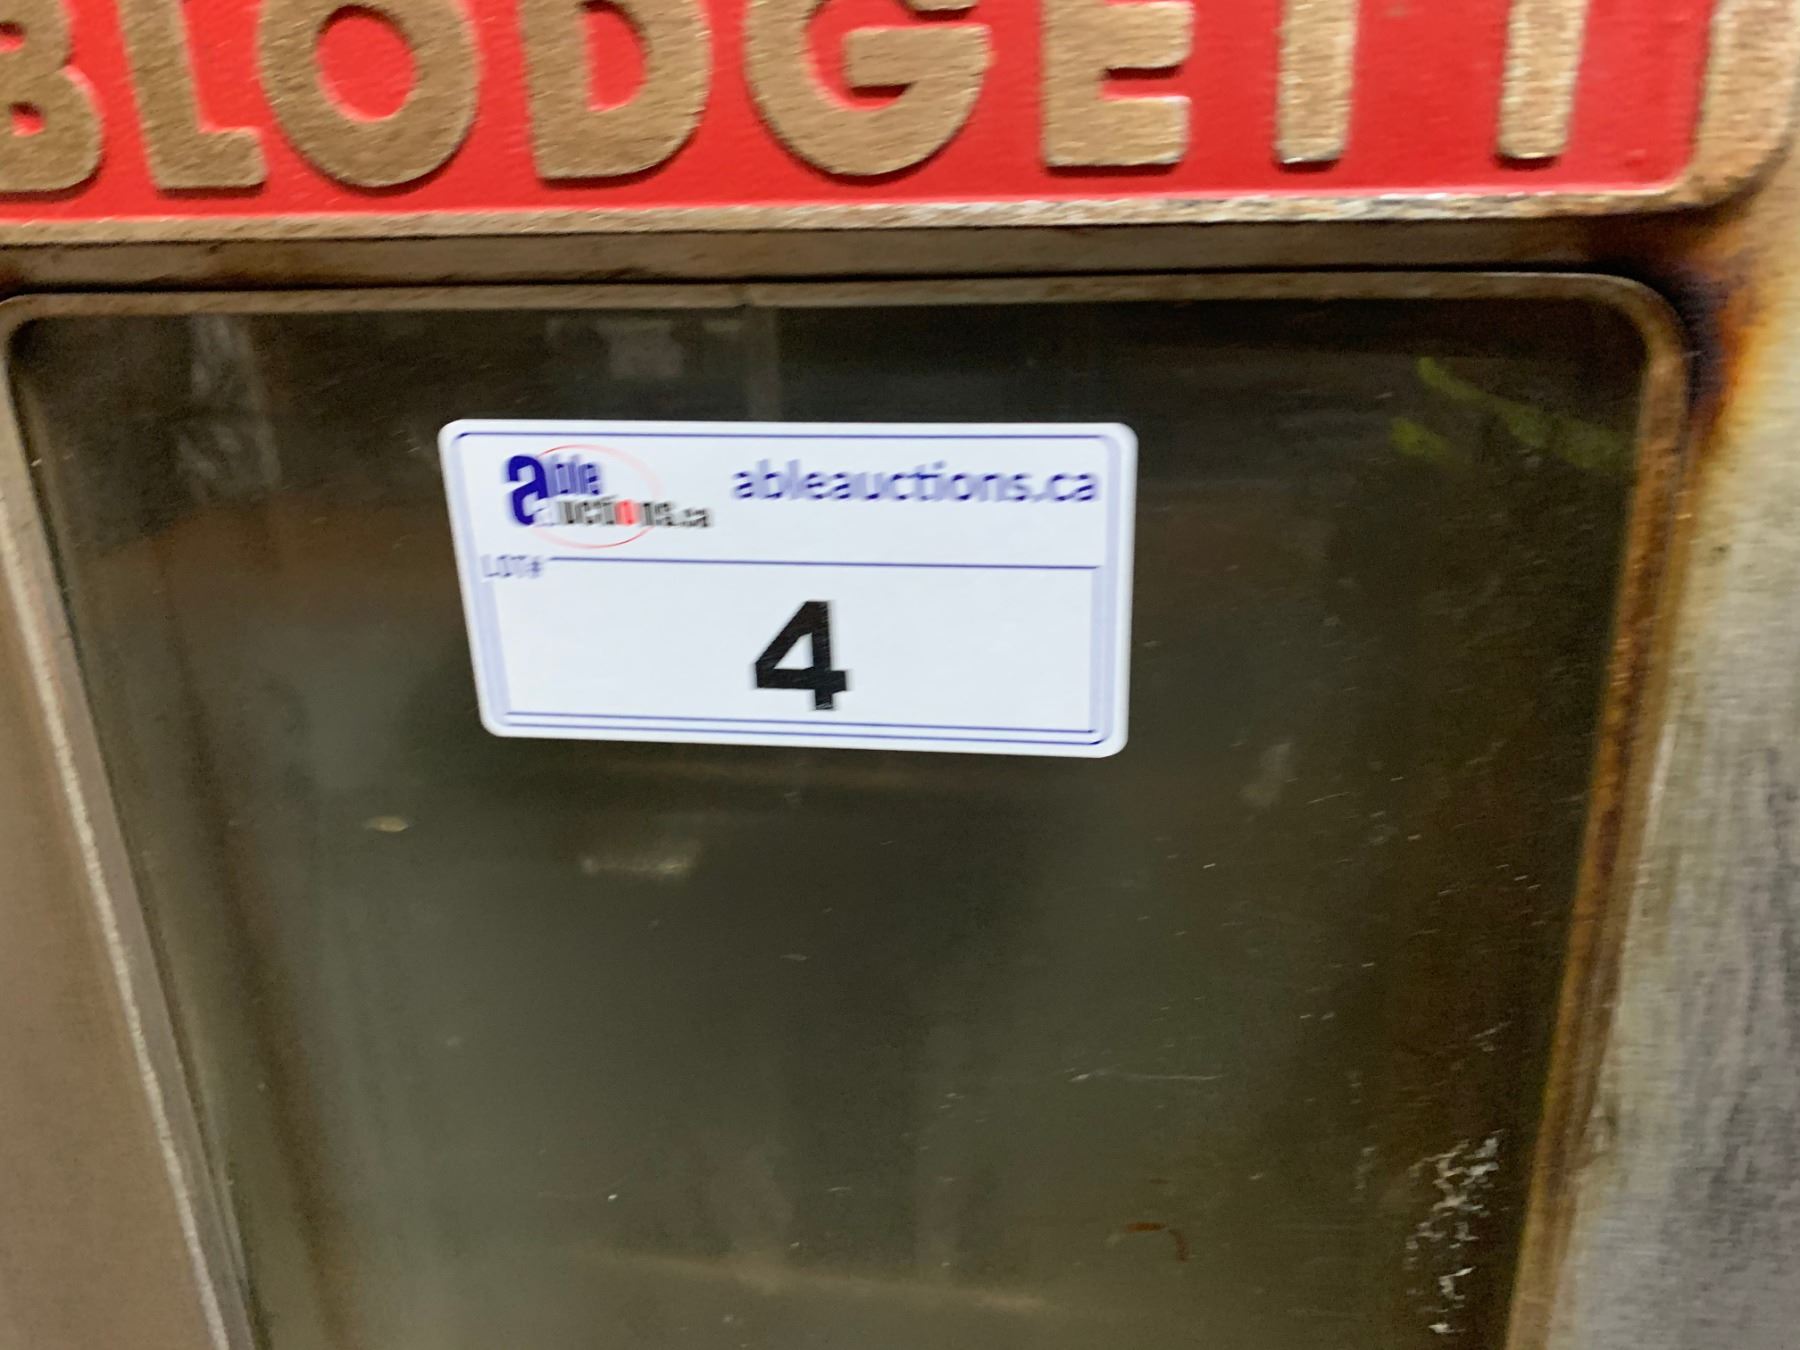 BLODGETT
able
auctions.ca
ableauctions.ca
LOT#
4